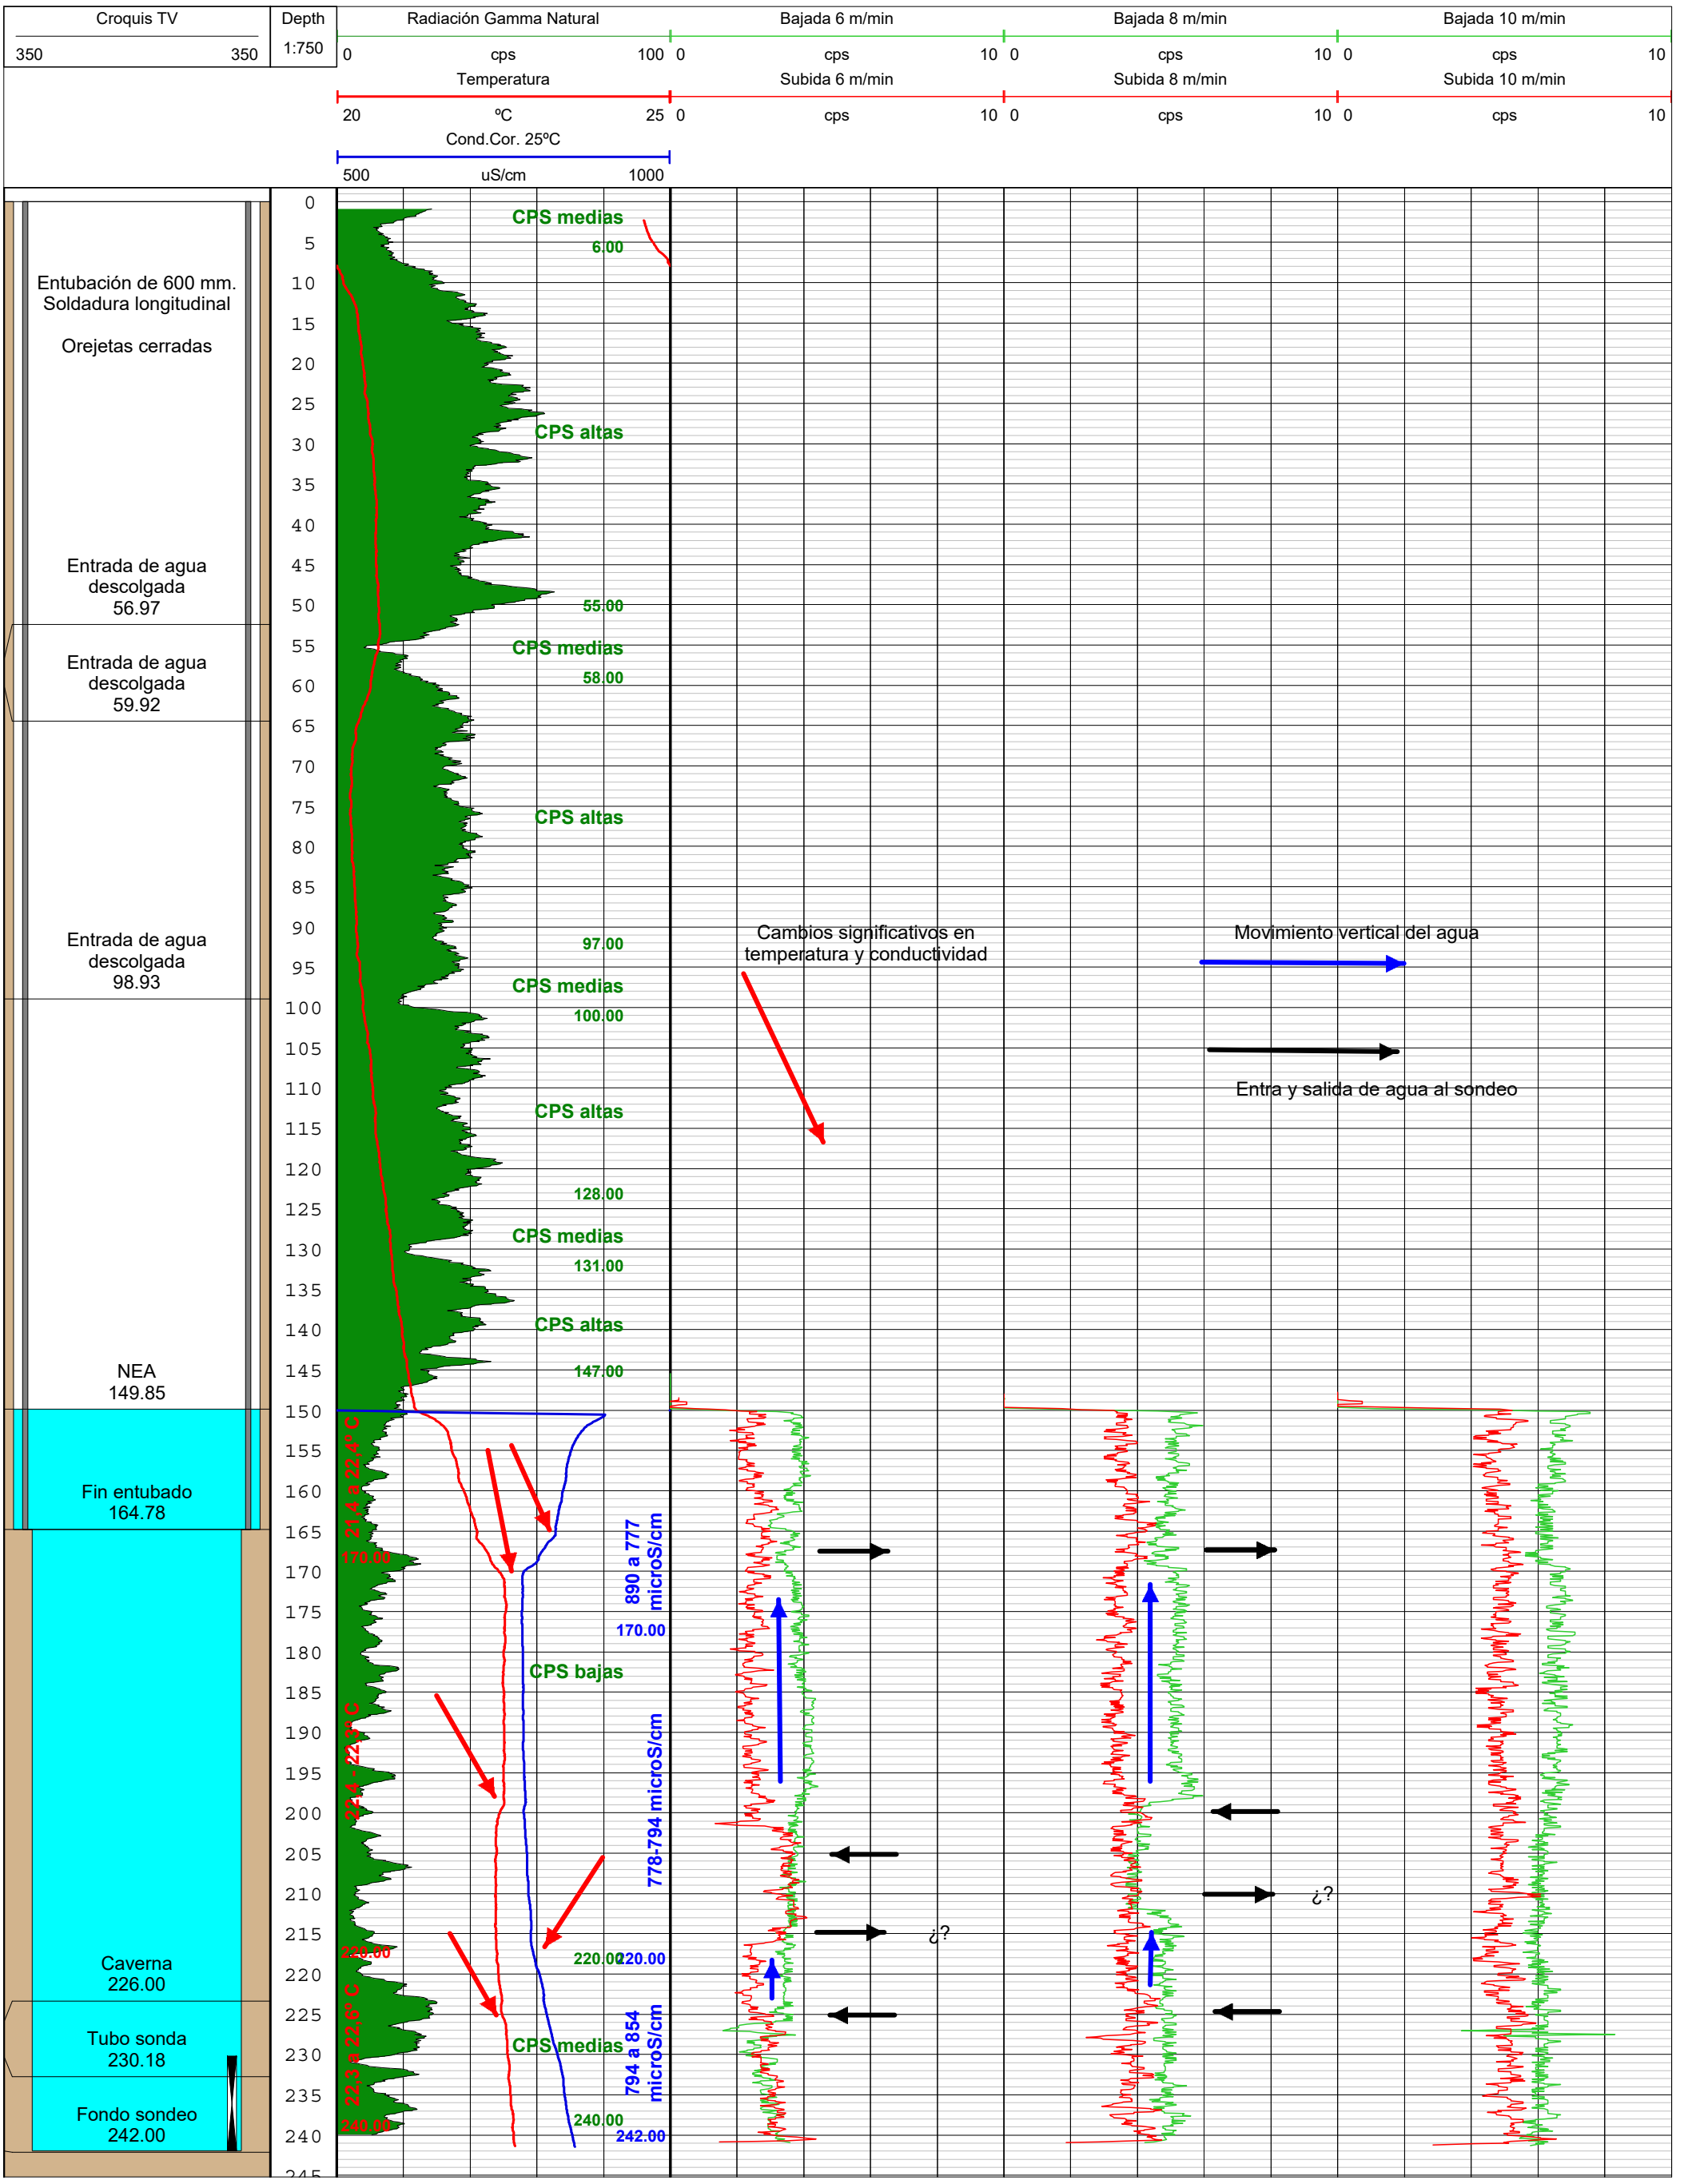 Croquis TV
350 350
Depth
1:750
Radiación Gamma Natural
0 cps 100
Temperatura
20 ºC 25
Cond.Cor. 25ºC
500 uS/cm 1000
Bajada 6 m/min
0 cps 10
Subida 6 m/min
0 cps 10
Bajada 8 m/min
0 cps 10
Subida 8 m/min
0 cps 10
Bajada 10 m/min
0 cps 10
Subida 10 m/min
0 cps 10
Entubación de 600 mm.
Soldadura longitudinal
Orejetas cerradas
Entrada de agua
descolgada
56.97
Entrada de agua
descolgada
59.92
Entrada de agua
descolgada
98.93
NEA
149.85
Fin entubado
164.78
Caverna
226.00
Tubo sonda
230.18
Fondo sondeo
242.00
0
5
10
15
20
25
30
35
40
45
50
55
60
65
70
75
80
85
90
95
100
105
110
115
120
125
130
135
140
145
150
155
160
165
170
175
180
185
190
195
200
205
210
215
220
225
230
235
240
245
CPS medias
6.00
CPS altas
55.00
CPS medias
58.00
CPS altas
97.00
CPS medias
100.00
CPS altas
128.00
CPS medias
131.00
CPS altas
147.00
CPS bajas
220.00
CPS medias
240.00
21,4 a 22,4º C
170.00
22,4 - 22,3º C
220.00
22,3 a 22,6º C
240.00
890 a 777
microS/cm
170.00
778-794 microS/cm
220.00
794 a 854
microS/cm
242.00
Cambios significativos en
temperatura y conductividad
Movimiento vertical del agua
Entra y salida de agua al sondeo
¿?
¿?